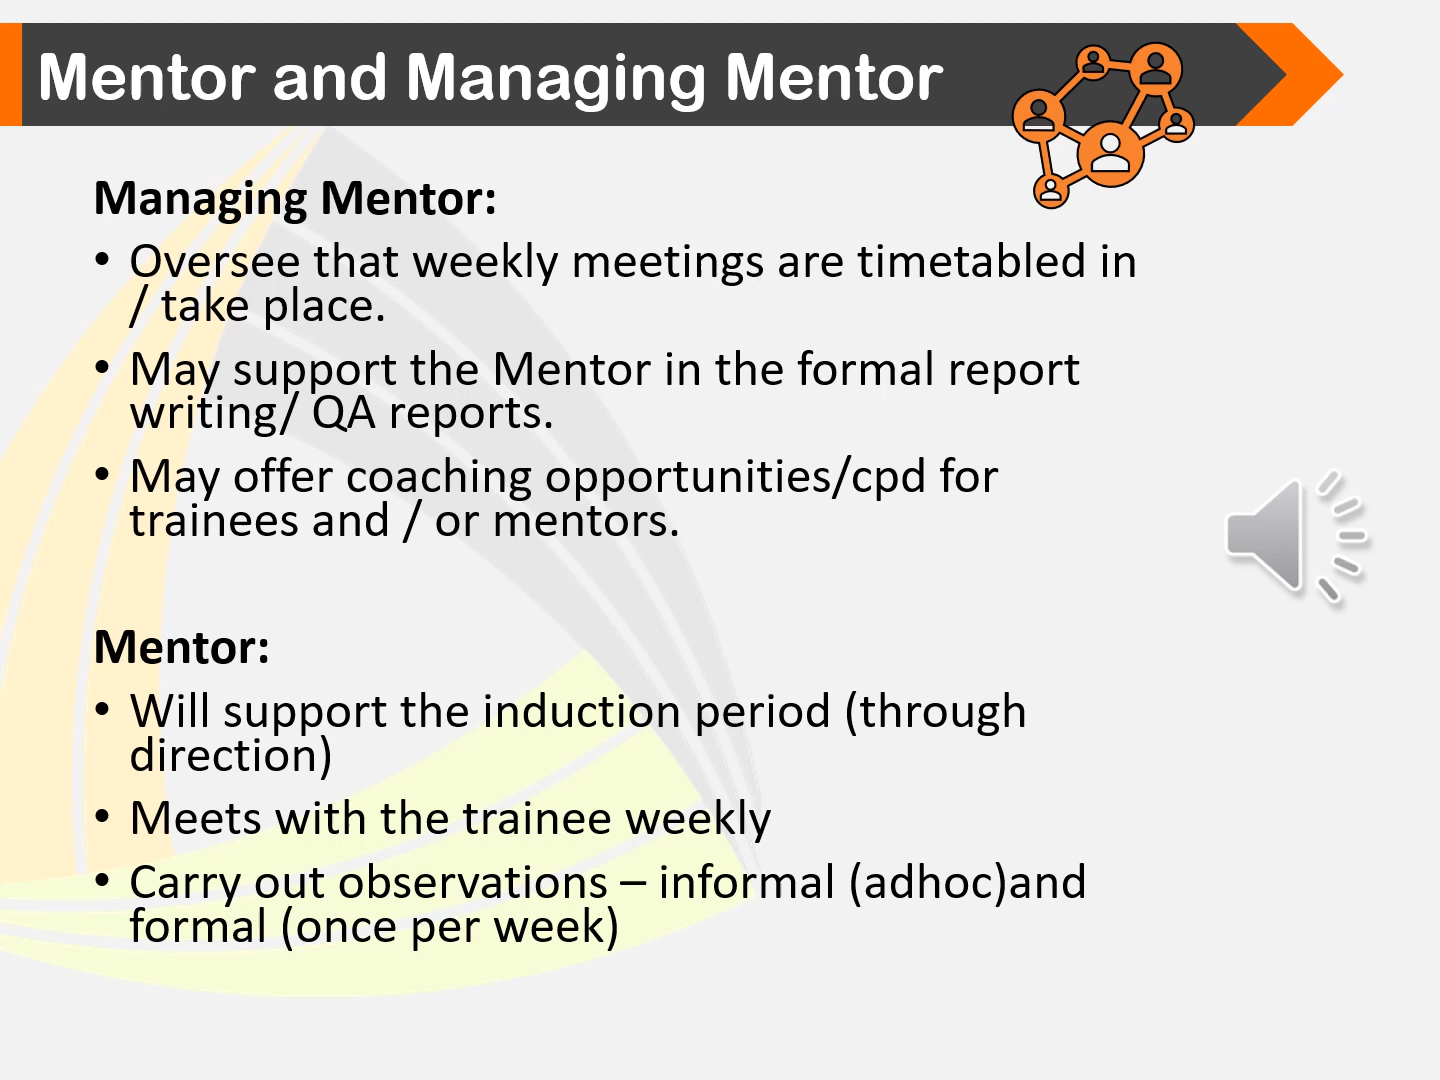 Mentor and Managing Mentor
Managing Mentor:
• Oversee that weekly meetings are timetabled in
/ take place.
• May support the Mentor in the formal report
writing/ QA reports.
• May offer coaching opportunities/cpd for
trainees and / or mentors.
Mentor:
• Will support the induction period (through
direction)
• Meets with the trainee weekly
• Carry out observations – informal (adhoc)and
formal (once per week)